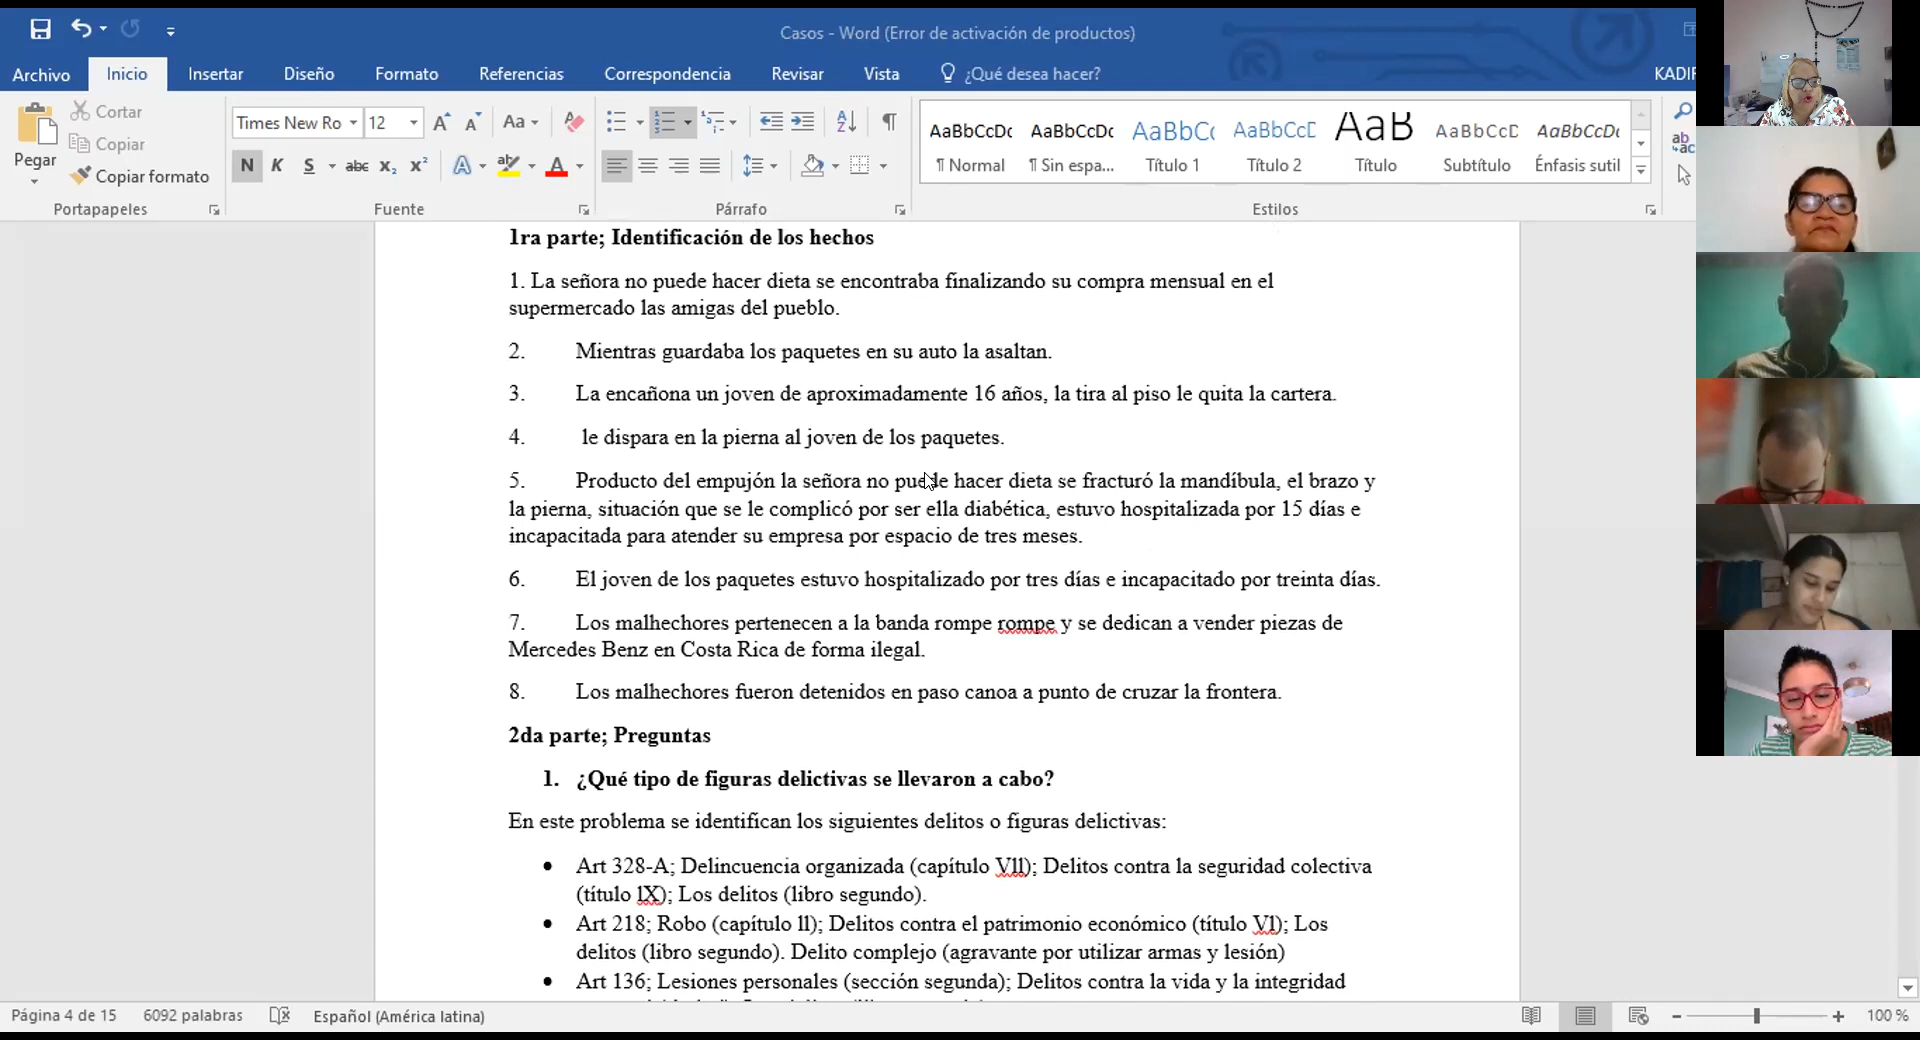 Casos - Word (Error de activación de productos)
Archivo Inicio Insertar Diseño Formato Referencias Correspondencia Revisar Vista ¿Qué desea hacer?
Pegar
Cortar
Copiar
Copiar formato
Portapapeles
Times New Ro 12
Aa
N K S abc x₂ x²
Fuente
Párrafo
AaBbCcDc AaBbCcDc AaBbC AaBbCcD AaB AaBbCcD AaBbCcDc
¶ Normal ¶ Sin espa... Título 1 Título 2 Título Subtítulo Énfasis sutil
Estilos
1ra parte; Identificación de los hechos
1. La señora no puede hacer dieta se encontraba finalizando su compra mensual en el
supermercado las amigas del pueblo.
2. Mientras guardaba los paquetes en su auto la asaltan.
3. La encañona un joven de aproximadamente 16 años, la tira al piso le quita la cartera.
4. le dispara en la pierna al joven de los paquetes.
5. Producto del empujón la señora no puede hacer dieta se fracturó la mandíbula, el brazo y
la pierna, situación que se le complicó por ser ella diabética, estuvo hospitalizada por 15 días e
incapacitada para atender su empresa por espacio de tres meses.
6. El joven de los paquetes estuvo hospitalizado por tres días e incapacitado por treinta días.
7. Los malhechores pertenecen a la banda rompe rompe y se dedican a vender piezas de
Mercedes Benz en Costa Rica de forma ilegal.
8. Los malhechores fueron detenidos en paso canoa a punto de cruzar la frontera.
2da parte; Preguntas
1. ¿Qué tipo de figuras delictivas se llevaron a cabo?
En este problema se identifican los siguientes delitos o figuras delictivas:
• Art 328-A; Delincuencia organizada (capítulo Vll); Delitos contra la seguridad colectiva
(título lX); Los delitos (libro segundo).
• Art 218; Robo (capítulo ll); Delitos contra el patrimonio económico (título Vl); Los
delitos (libro segundo). Delito complejo (agravante por utilizar armas y lesión)
• Art 136; Lesiones personales (sección segunda); Delitos contra la vida y la integridad
Página 4 de 15 6092 palabras Español (América latina) 100 %